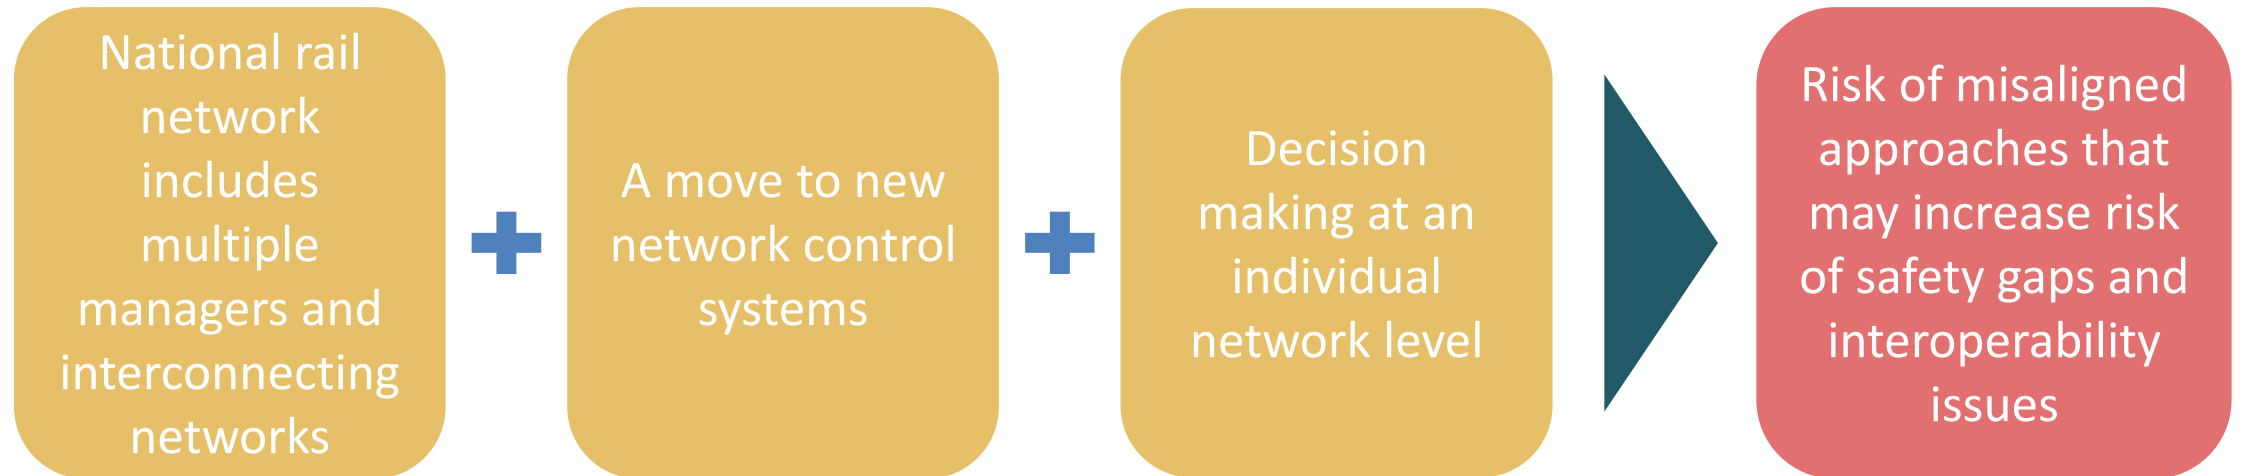 National rail
network
includes
multiple
managers and
interconnecting
networks
A move to new
network control
systems
Decision
making at an
individual
network level
Risk of misaligned
approaches that
may increase risk
of safety gaps and
interoperability
issues